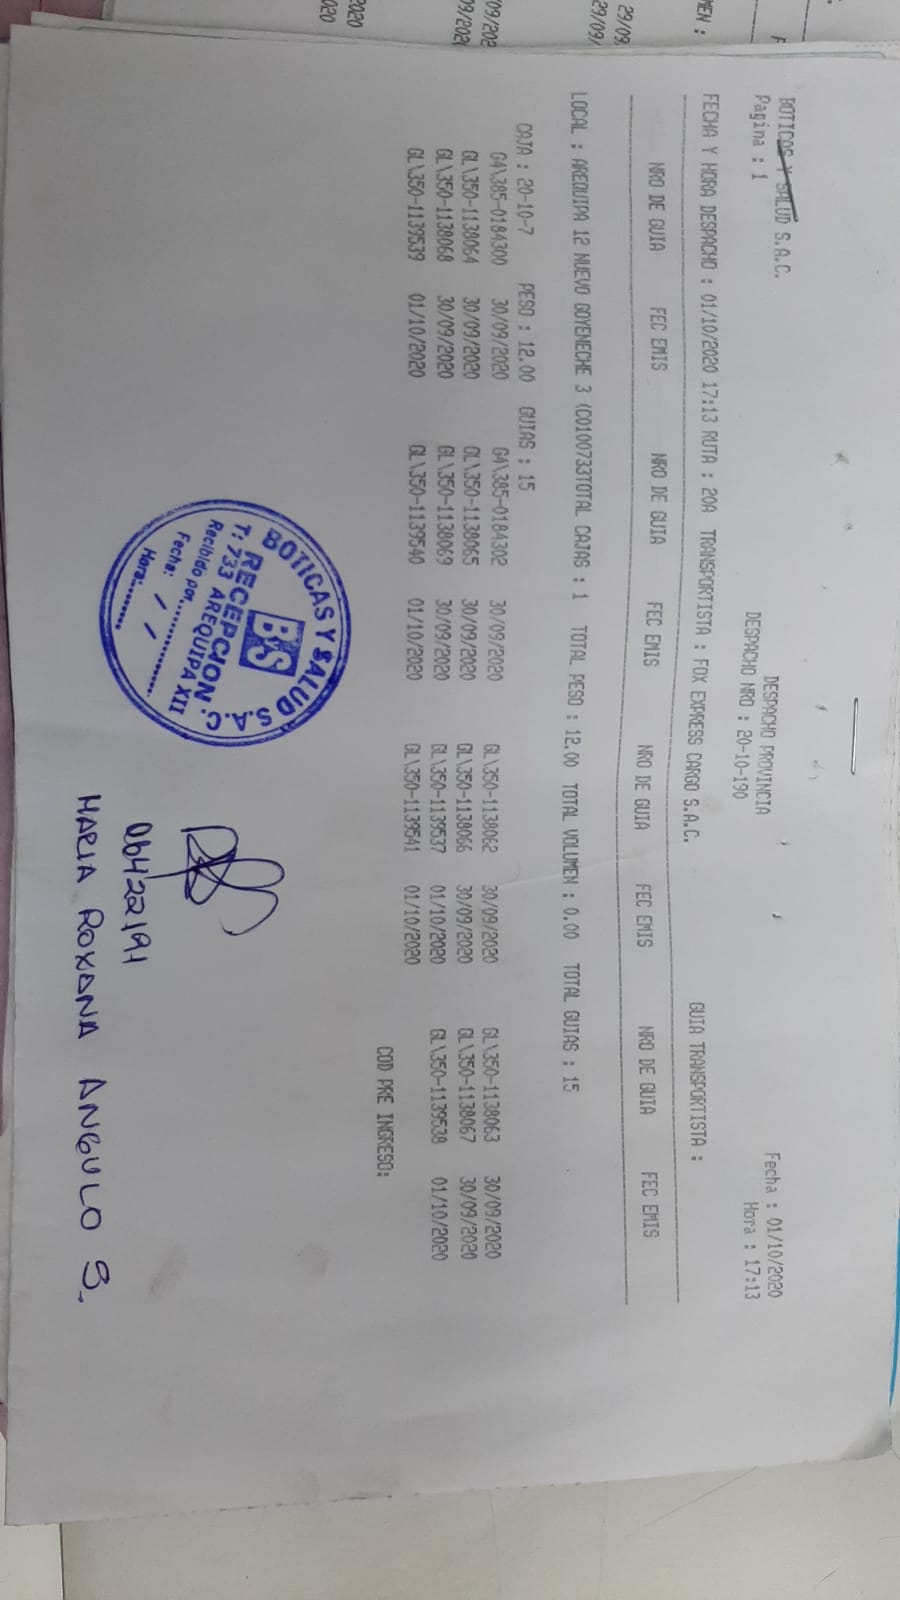 BOTICAS Y SALUD S.A.C. DESPACHO PROVINCIA Fecha : 01/10/2020
Pagina : 1 DESPACHO NRO : 20-10-190 Hora : 17:13
FECHA Y HORA DESPACHO : 01/10/2020 17:13 RUTA : 20A TRANSPORTISTA : FOX EXPRESS CARGO S.A.C. GUIA TRANSPORTISTA :
NRO DE GUIA FEC EMIS NRO DE GUIA FEC EMIS NRO DE GUIA FEC EMIS NRO DE GUIA FEC EMIS
LOCAL : AREQUIPA 12 NUEVO GOYENECHE 3 (C0100733TOTAL CAJAS : 1 TOTAL PESO : 12.00 TOTAL VOLUMEN : 0.00 TOTAL GUIAS : 15
CAJA : 20-10-7 PESO : 12.00 GUIAS : 15
G4\385-0184300 30/09/2020 G4\385-0184302 30/09/2020 GL\350-1138062 30/09/2020 GL\350-1138063 30/09/2020
GL\350-1138064 30/09/2020 GL\350-1138065 30/09/2020 GL\350-1138066 30/09/2020 GL\350-1138067 30/09/2020
GL\350-1138068 30/09/2020 GL\350-1138069 30/09/2020 GL\350-1139537 01/10/2020 GL\350-1139538 01/10/2020
GL\350-1139539 01/10/2020 GL\350-1139540 01/10/2020 GL\350-1139541 01/10/2020
COD PRE INGRESO:
BOTICAS Y SALUD S.A.C.
BS
RECEPCION
T: 733 AREQUIPA XII
Recibido por..............
Fecha: / /
Hora:..........
06422191
MARIA ROXANA ANGULO S.